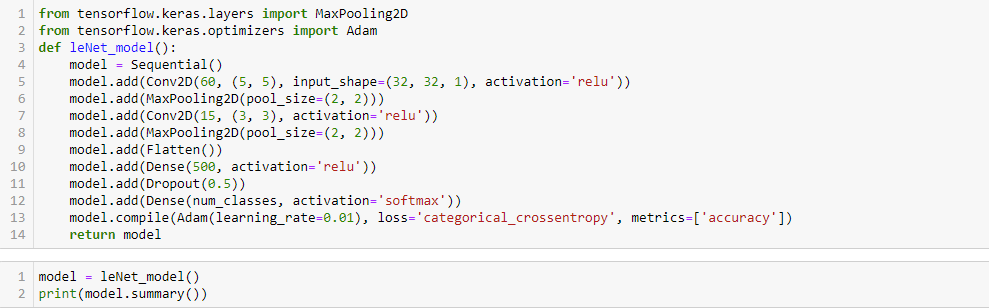 1 from tensorflow.keras.layers import MaxPooling2D
2 from tensorflow.keras.optimizers import Adam
3 def leNet_model():
4     model = Sequential()
5     model.add(Conv2D(60, (5, 5), input_shape=(32, 32, 1), activation='relu'))
6     model.add(MaxPooling2D(pool_size=(2, 2)))
7     model.add(Conv2D(15, (3, 3), activation='relu'))
8     model.add(MaxPooling2D(pool_size=(2, 2)))
9     model.add(Flatten())
10     model.add(Dense(500, activation='relu'))
11     model.add(Dropout(0.5))
12     model.add(Dense(num_classes, activation='softmax'))
13     model.compile(Adam(learning_rate=0.01), loss='categorical_crossentropy', metrics=['accuracy'])
14     return model
1 model = leNet_model()
2 print(model.summary())